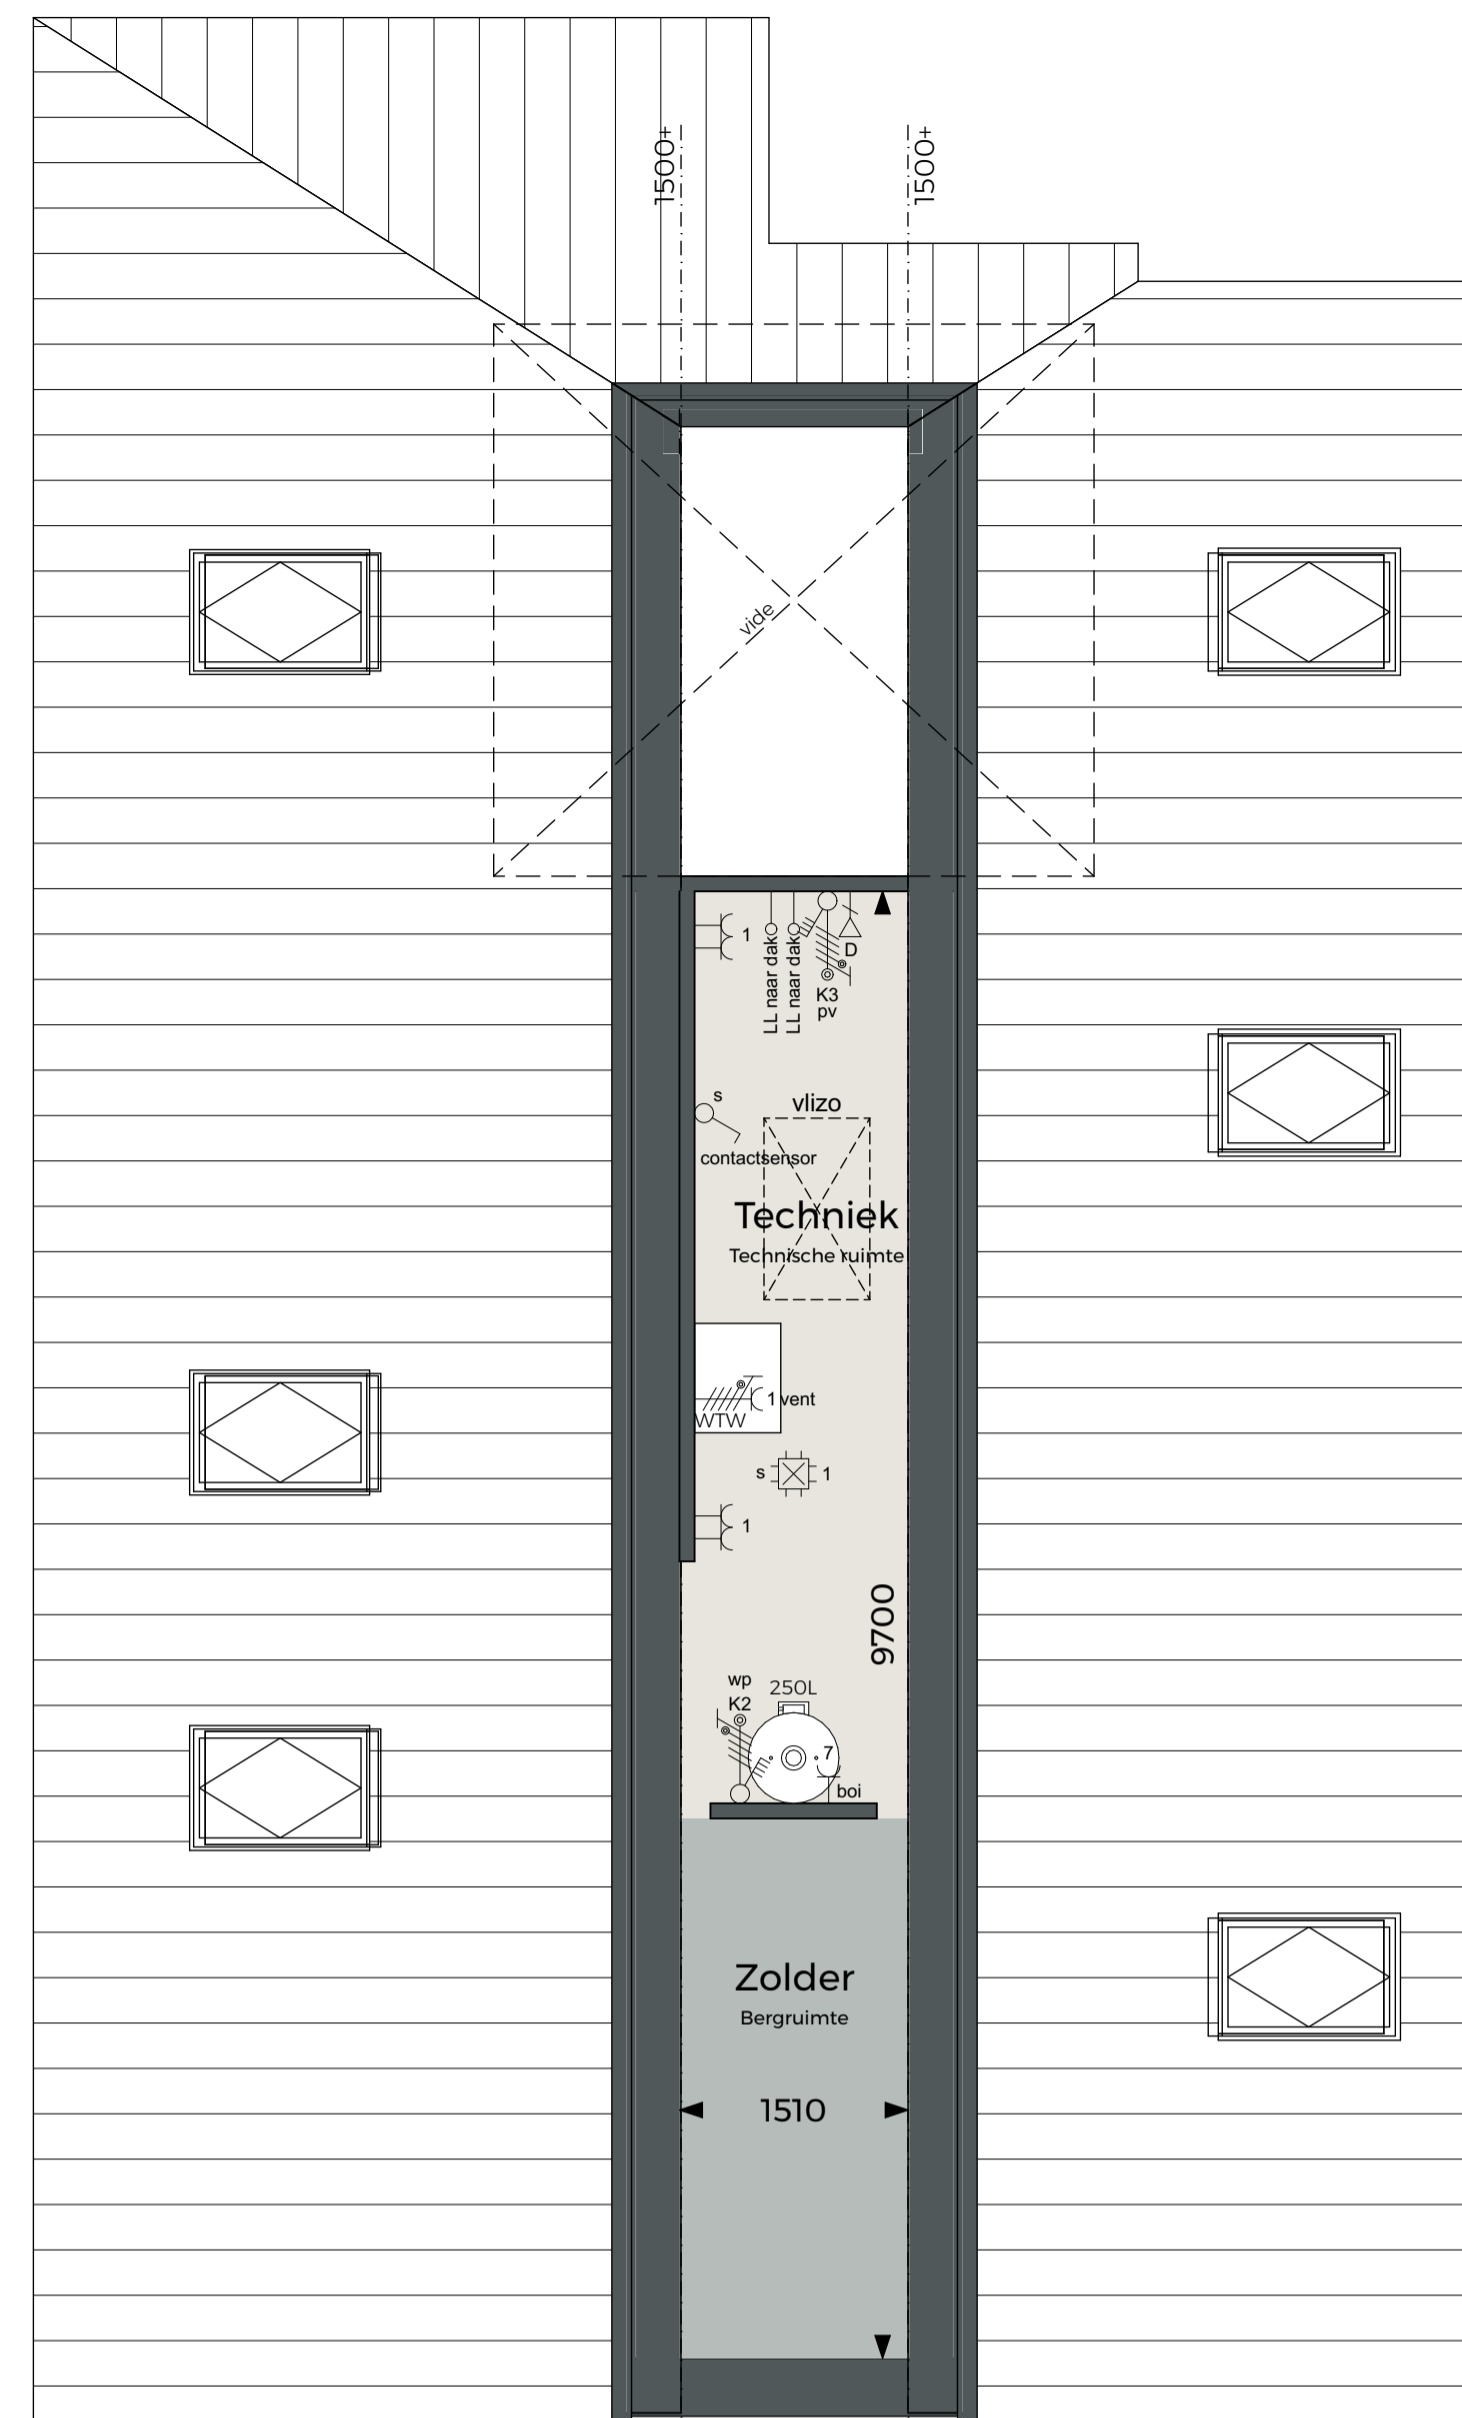 1500+
1500+
vide
1
LL naar dak
LL naar dak
D
K3
pv
s
contactsensor
vlizo
Techniek
Technische ruimte
1 vent
WTW
s
1
1
9700
wp
K2
250L
7
boi
Zolder
Bergruimte
1510